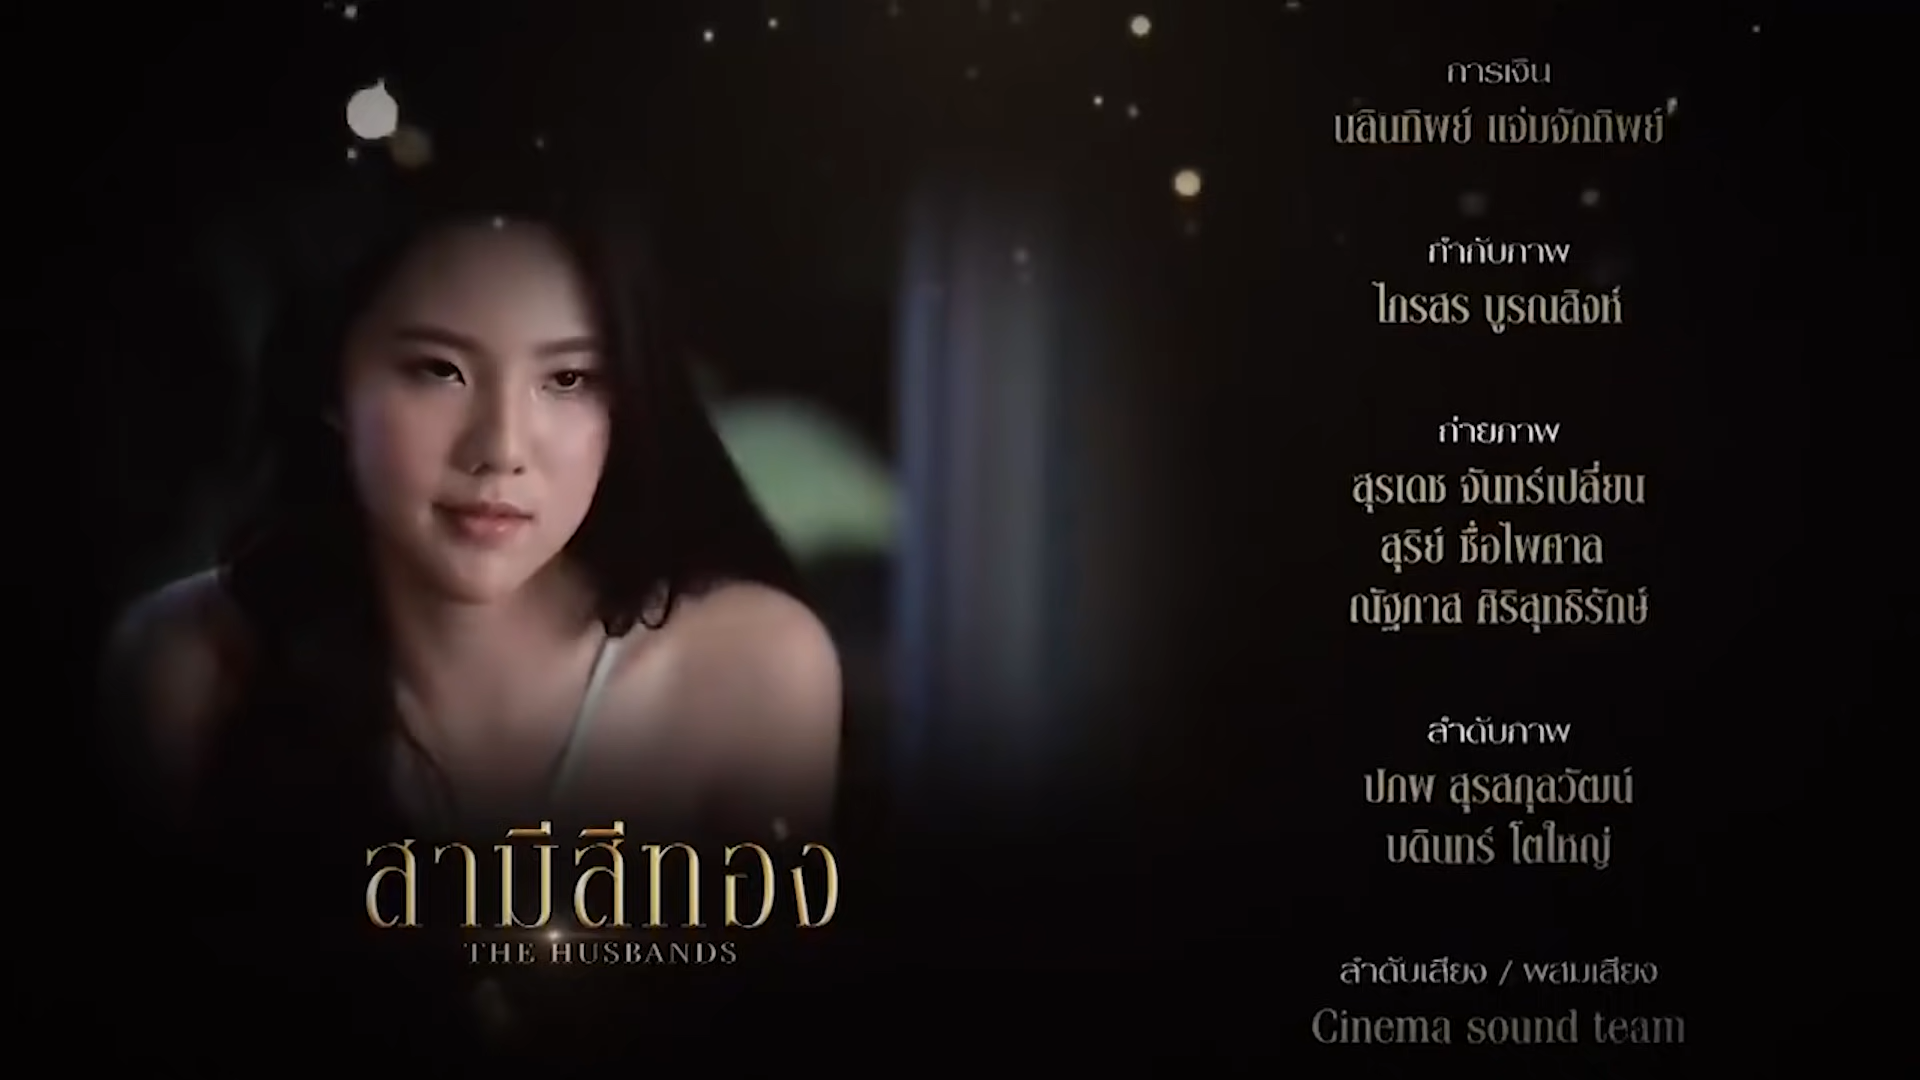 สามีสีทอง
THE HUSBANDS
การเงิน
นลินทิพย์ แจ่มจักทิพย์
กำกับภาพ
ไกรสร บูรณสิงห์
ถ่ายภาพ
สุรเดช จันทร์เปลี่ยน
สุริย์ ชื่อไพศาล
ณัฐภาส ศิริสุทธิรักษ์
ลำดับภาพ
ปภพ สุรสกุลวัฒน์
บดินทร์ โตใหญ่
ลำดับเสียง / ผสมเสียง
Cinema sound team